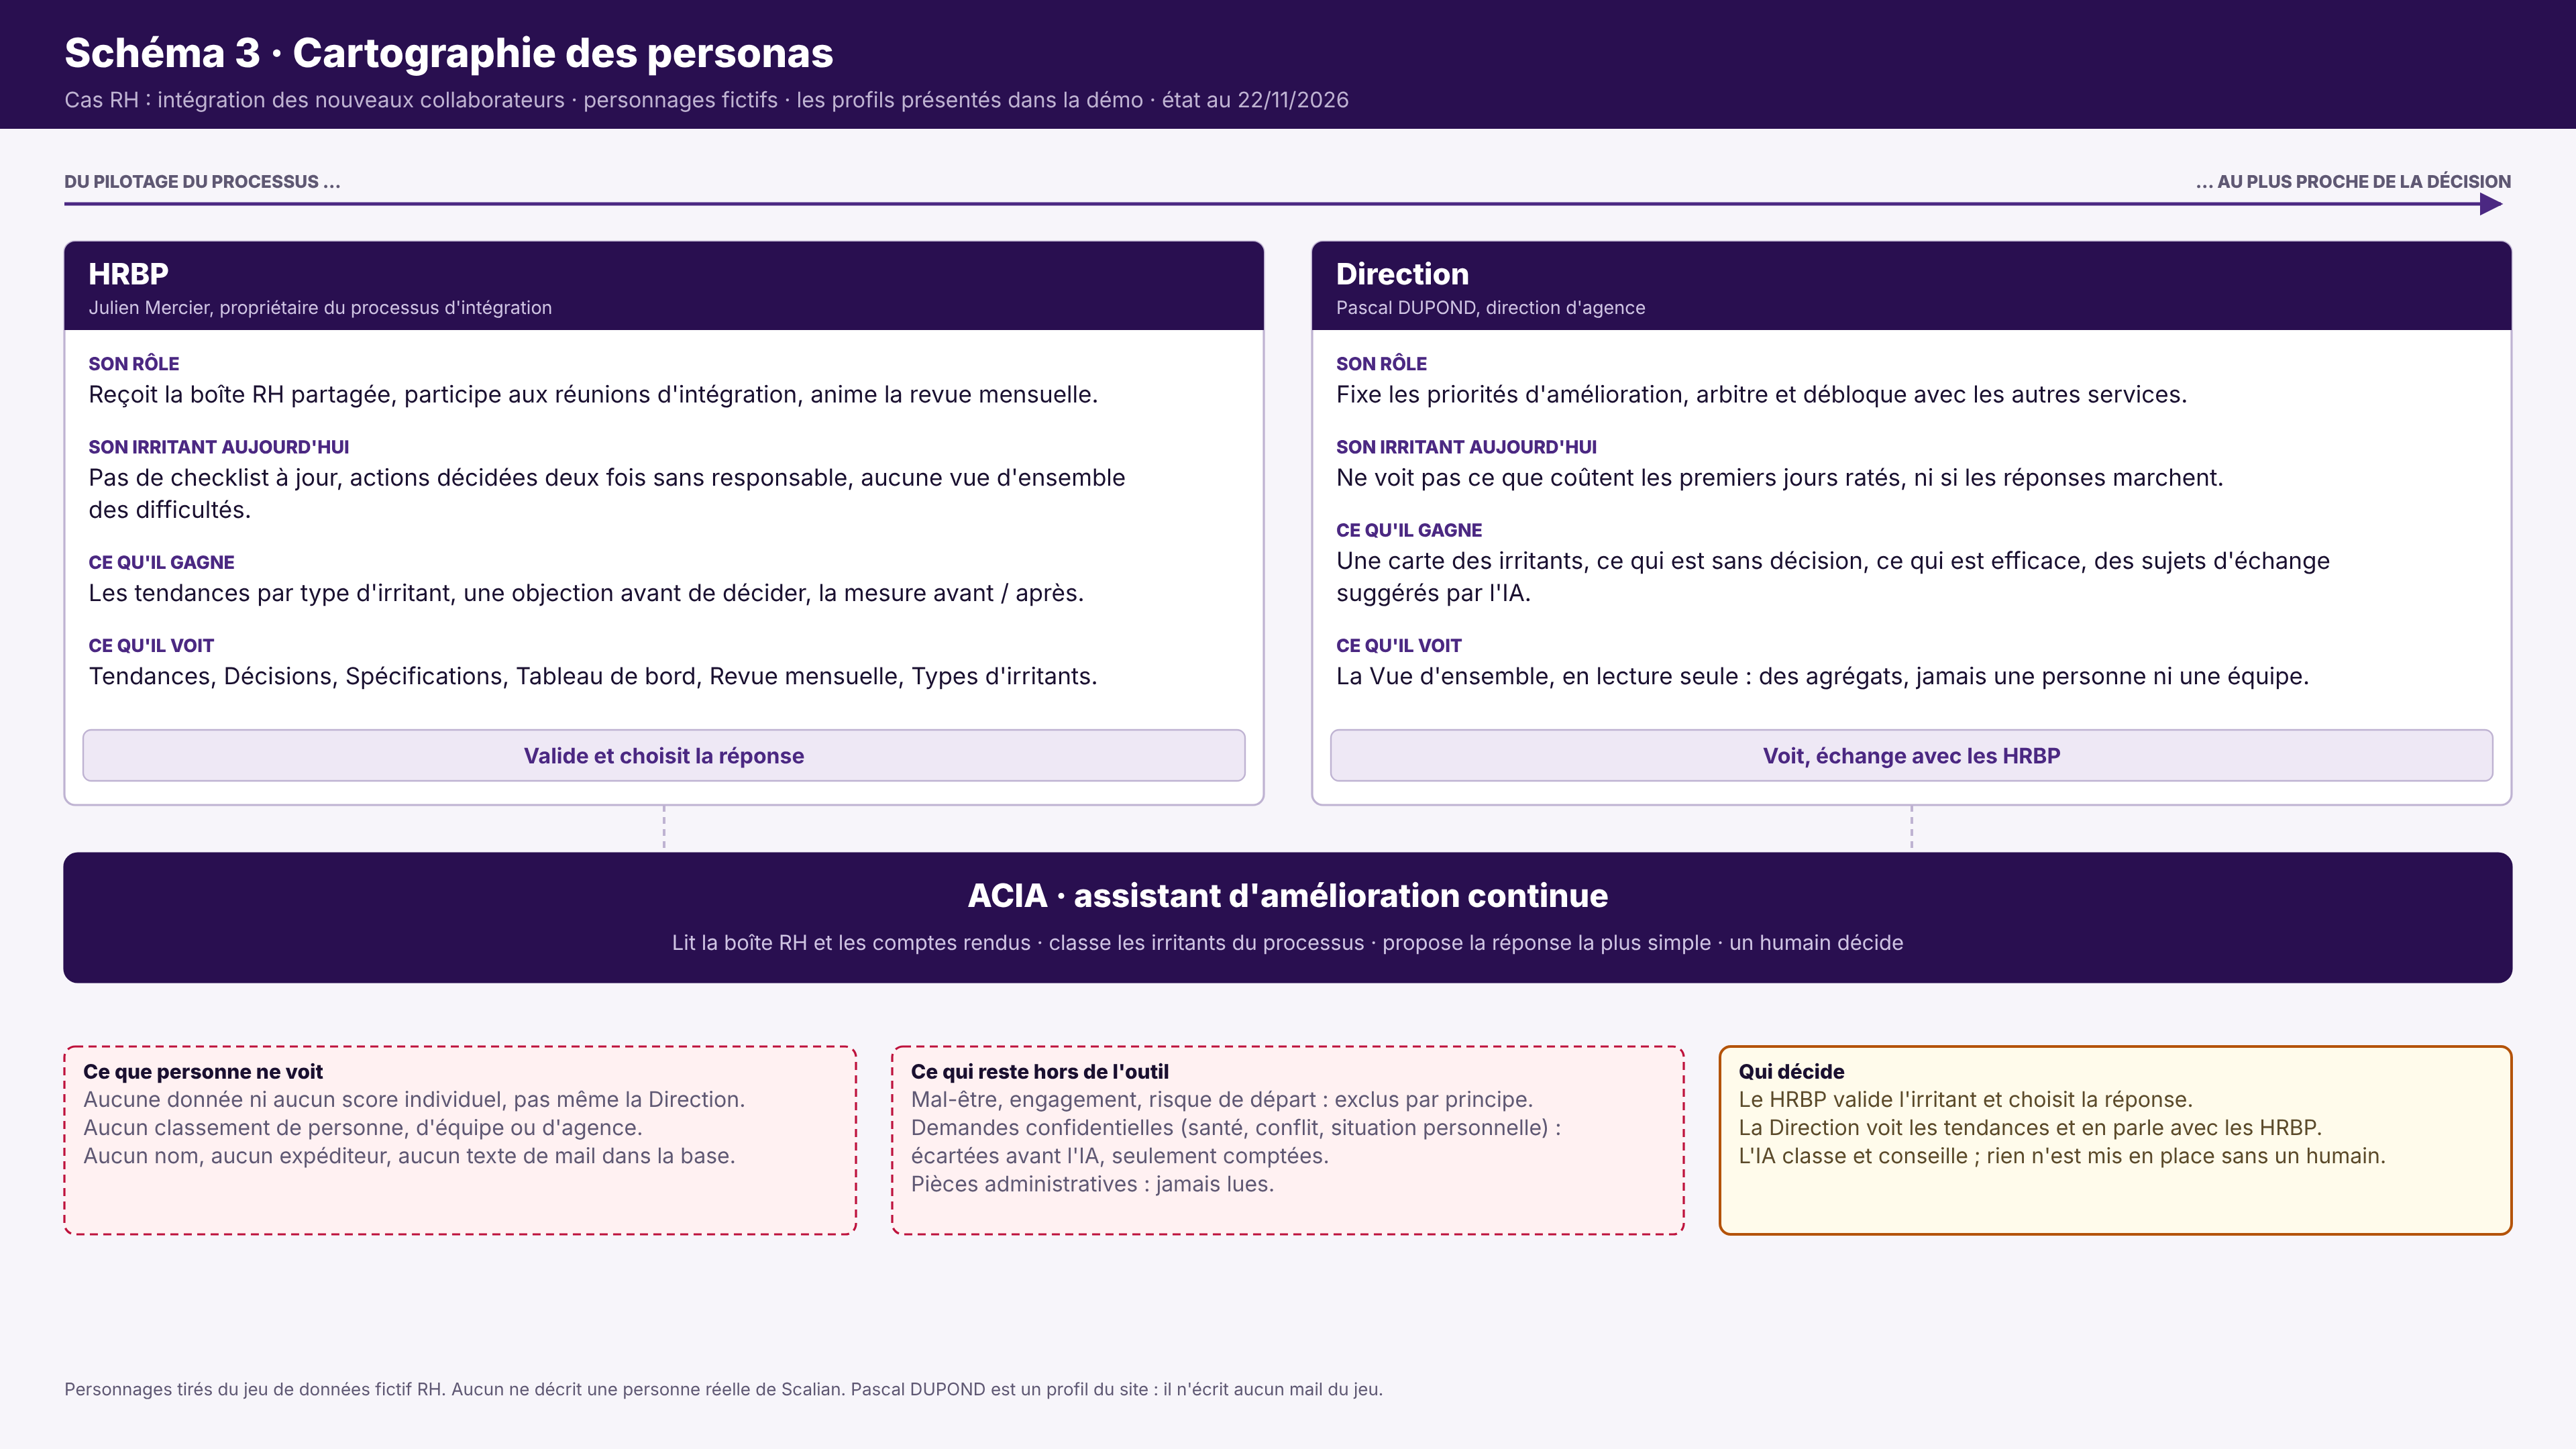 Schéma 3 · Cartographie des personas
Cas RH : intégration des nouveaux collaborateurs · personnages fictifs · les profils présentés dans la démo · état au 22/11/2026
DU PILOTAGE DU PROCESSUS ...
... AU PLUS PROCHE DE LA DÉCISION
HRBP
Julien Mercier, propriétaire du processus d'intégration
SON RÔLE
Reçoit la boîte RH partagée, participe aux réunions d'intégration, anime la revue mensuelle.
SON IRRITANT AUJOURD'HUI
Pas de checklist à jour, actions décidées deux fois sans responsable, aucune vue d'ensemble
des difficultés.
CE QU'IL GAGNE
Les tendances par type d'irritant, une objection avant de décider, la mesure avant / après.
CE QU'IL VOIT
Tendances, Décisions, Spécifications, Tableau de bord, Revue mensuelle, Types d'irritants.
Valide et choisit la réponse
Direction
Pascal DUPOND, direction d'agence
SON RÔLE
Fixe les priorités d'amélioration, arbitre et débloque avec les autres services.
SON IRRITANT AUJOURD'HUI
Ne voit pas ce que coûtent les premiers jours ratés, ni si les réponses marchent.
CE QU'IL GAGNE
Une carte des irritants, ce qui est sans décision, ce qui est efficace, des sujets d'échange
suggérés par l'IA.
CE QU'IL VOIT
La Vue d'ensemble, en lecture seule : des agrégats, jamais une personne ni une équipe.
Voit, échange avec les HRBP
ACIA · assistant d'amélioration continue
Lit la boîte RH et les comptes rendus · classe les irritants du processus · propose la réponse la plus simple · un humain décide
Ce que personne ne voit
Aucune donnée ni aucun score individuel, pas même la Direction.
Aucun classement de personne, d'équipe ou d'agence.
Aucun nom, aucun expéditeur, aucun texte de mail dans la base.
Ce qui reste hors de l'outil
Mal-être, engagement, risque de départ : exclus par principe.
Demandes confidentielles (santé, conflit, situation personnelle) :
écartées avant l'IA, seulement comptées.
Pièces administratives : jamais lues.
Qui décide
Le HRBP valide l'irritant et choisit la réponse.
La Direction voit les tendances et en parle avec les HRBP.
L'IA classe et conseille ; rien n'est mis en place sans un humain.
Personnages tirés du jeu de données fictif RH. Aucun ne décrit une personne réelle de Scalian. Pascal DUPOND est un profil du site : il n'écrit aucun mail du jeu.